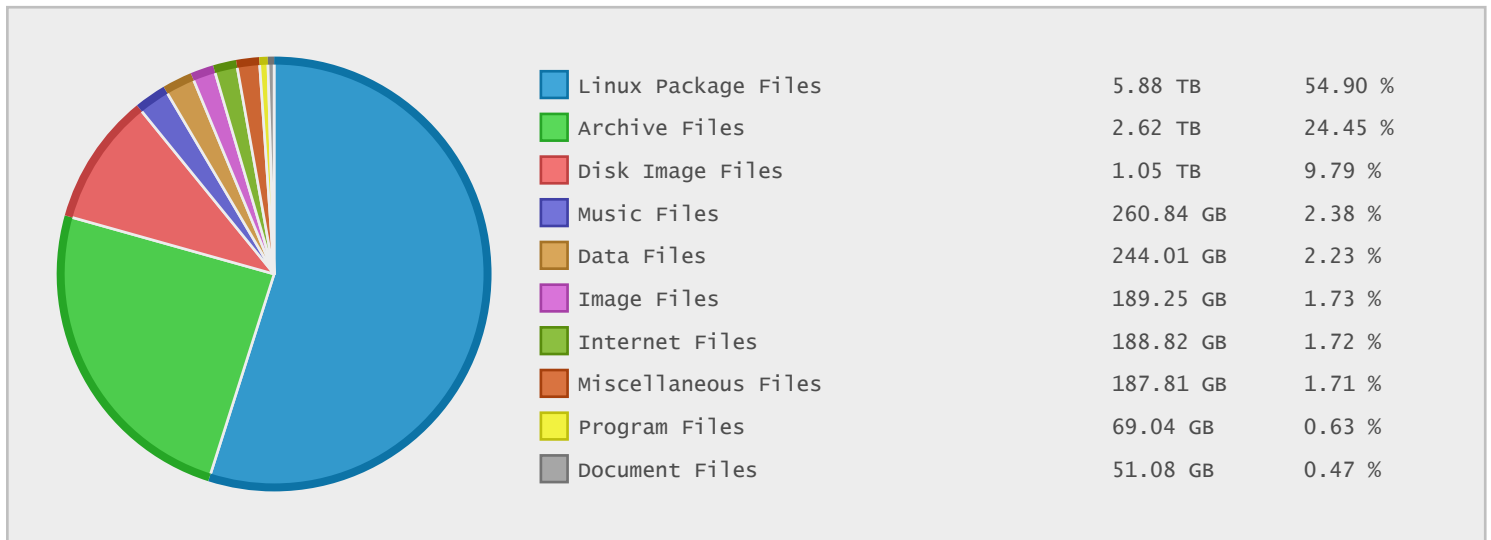 Linux Package Files 5.88 TB 54.90 %
Archive Files 2.62 TB 24.45 %
Disk Image Files 1.05 TB 9.79 %
Music Files 260.84 GB 2.38 %
Data Files 244.01 GB 2.23 %
Image Files 189.25 GB 1.73 %
Internet Files 188.82 GB 1.72 %
Miscellaneous Files 187.81 GB 1.71 %
Program Files 69.04 GB 0.63 %
Document Files 51.08 GB 0.47 %